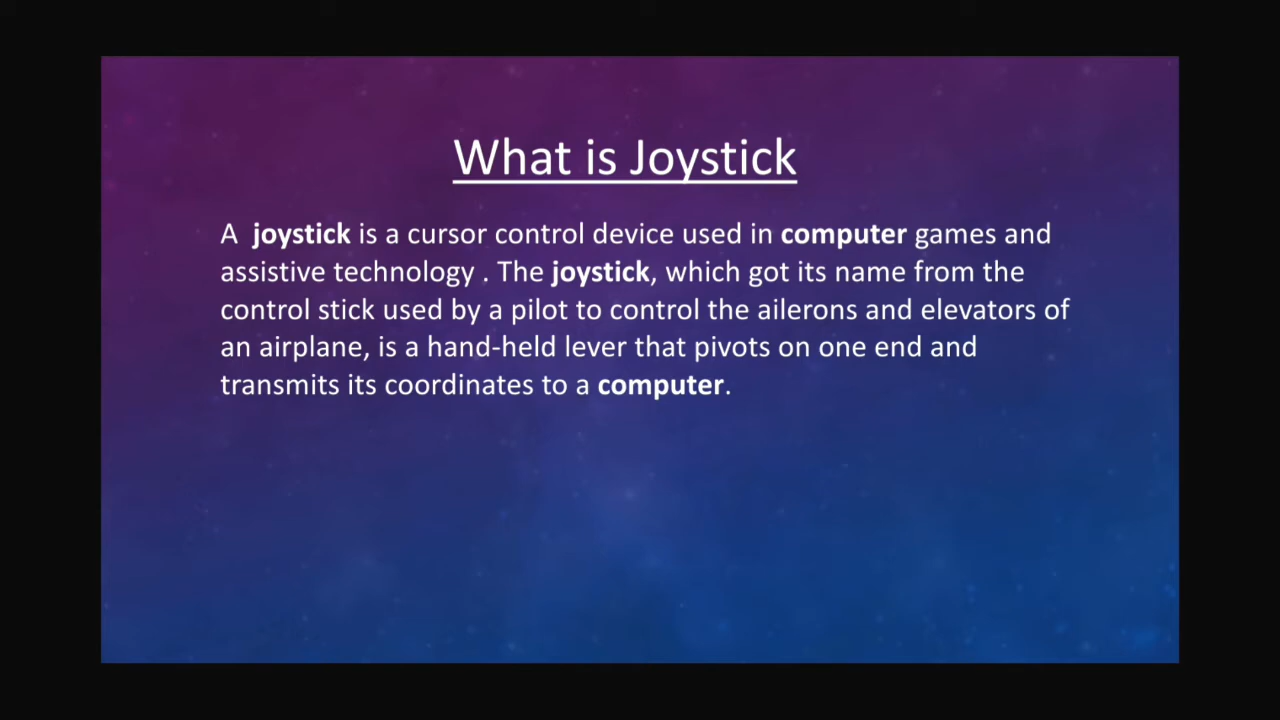 What is Joystick
A  joystick is a cursor control device used in computer games and
assistive technology . The joystick, which got its name from the
control stick used by a pilot to control the ailerons and elevators of
an airplane, is a hand-held lever that pivots on one end and
transmits its coordinates to a computer.